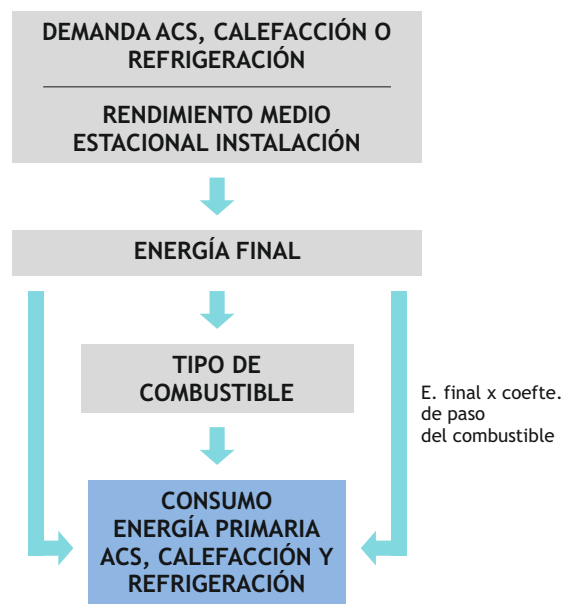 DEMANDA ACS, CALEFACCIÓN O
REFRIGERACIÓN
RENDIMIENTO MEDIO
ESTACIONAL INSTALACIÓN
ENERGÍA FINAL
TIPO DE
COMBUSTIBLE
E. final x coefte.
de paso
del combustible
CONSUMO
ENERGÍA PRIMARIA
ACS, CALEFACCIÓN Y
REFRIGERACIÓN